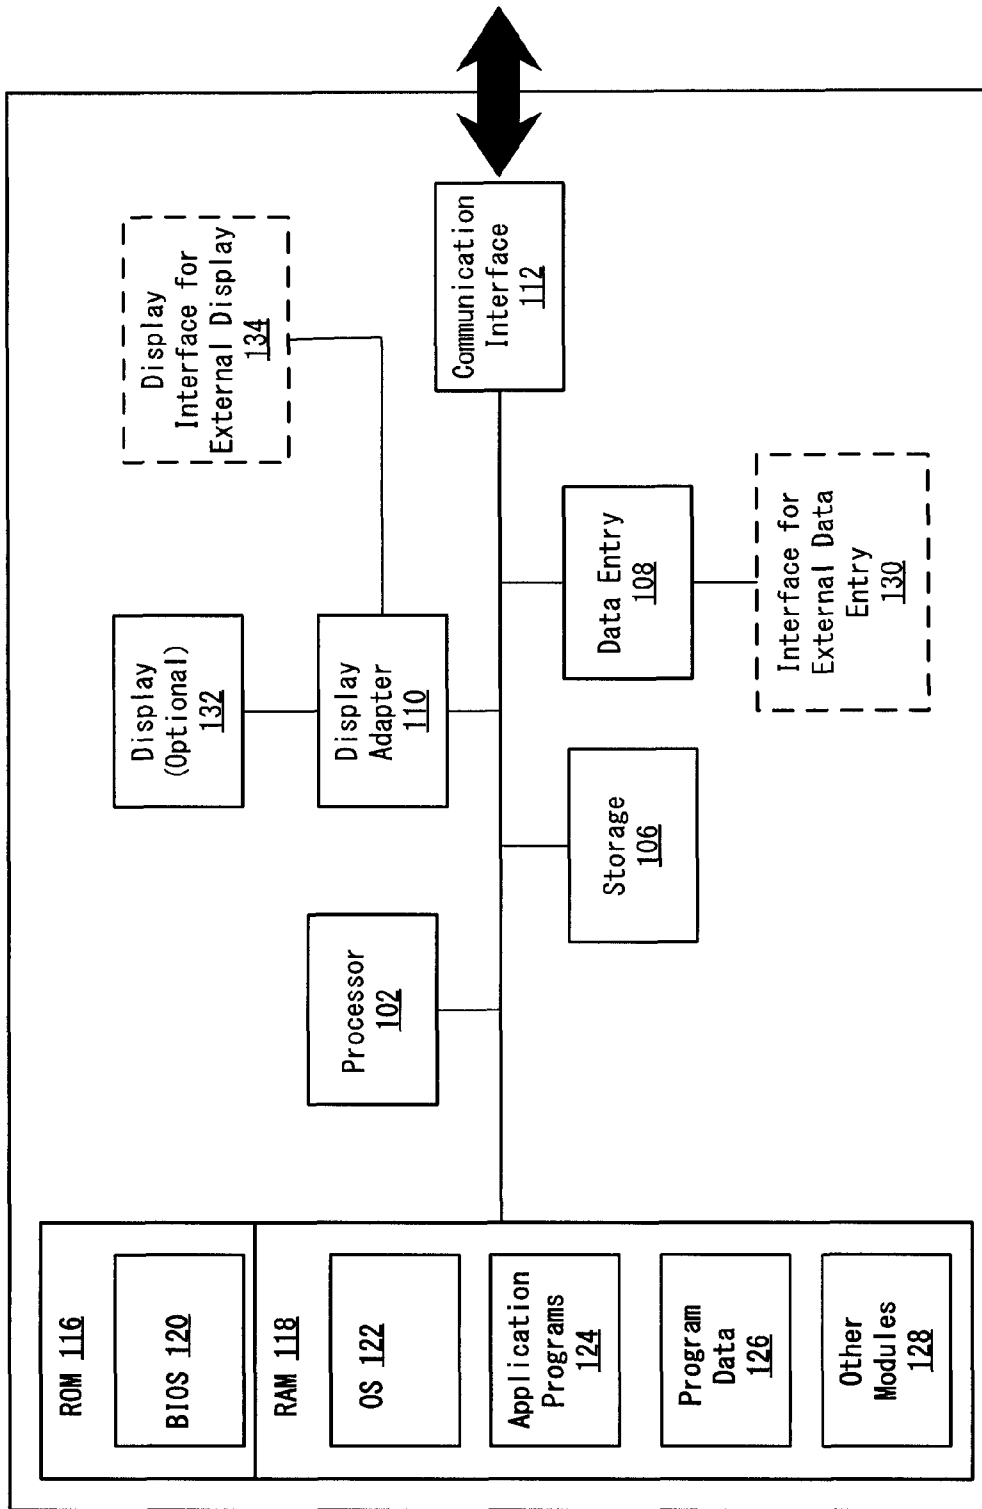 ROM 116
BIOS 120
RAM 118
OS 122
Application
Programs
124
Program
Data
126
Other
Modules
128
Processor
102
Display
(Optional)
132
Display
Adapter
110
Storage
106
Display
Interface for
External Display
134
Data Entry
108
Interface for
External Data
Entry
130
Communication
Interface
112